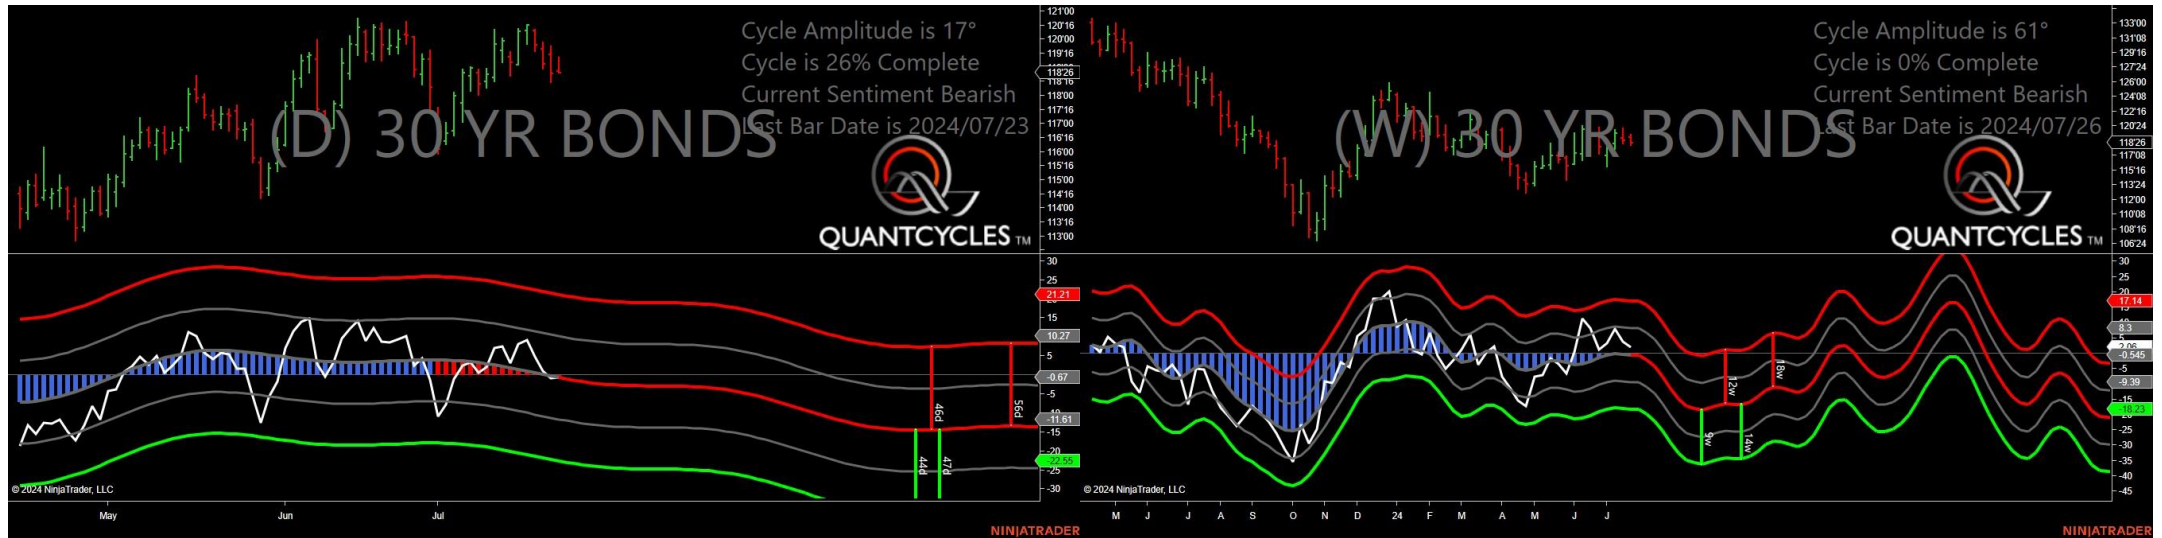 Cycle Amplitude is 17°
Cycle is 26% Complete
Current Sentiment Bearish
Last Bar Date is 2024/07/23
(D) 30 YR BONDS
QUANTCYCLES TM
121'00
120'16
120'00
119'16
118'26
118'16
118'00
117'16
117'00
116'16
116'00
115'16
115'00
114'16
114'00
113'16
113'00
30
25
21.21
15
10.27
5
-0.67
-5
-11.61
-15
-20
-22.55
-25
-30
46d
56d
44d
47d
© 2024 NinjaTrader, LLC
May
Jun
Jul
NINJATRADER
Cycle Amplitude is 61°
Cycle is 0% Complete
Current Sentiment Bearish
Last Bar Date is 2024/07/26
(W) 30 YR BONDS
QUANTCYCLES TM
133'00
131'08
129'16
127'24
126'00
124'08
122'16
120'24
118'26
117'08
115'16
113'24
112'00
110'08
108'16
106'24
30
25
20
17.14
8.3
2.06
-0.545
-5
-9.39
-15
-18.23
-25
-30
-35
-40
-45
12w
18w
9w
14w
© 2024 NinjaTrader, LLC
M
J
J
A
S
O
N
D
24
F
M
A
M
J
J
NINJATRADER